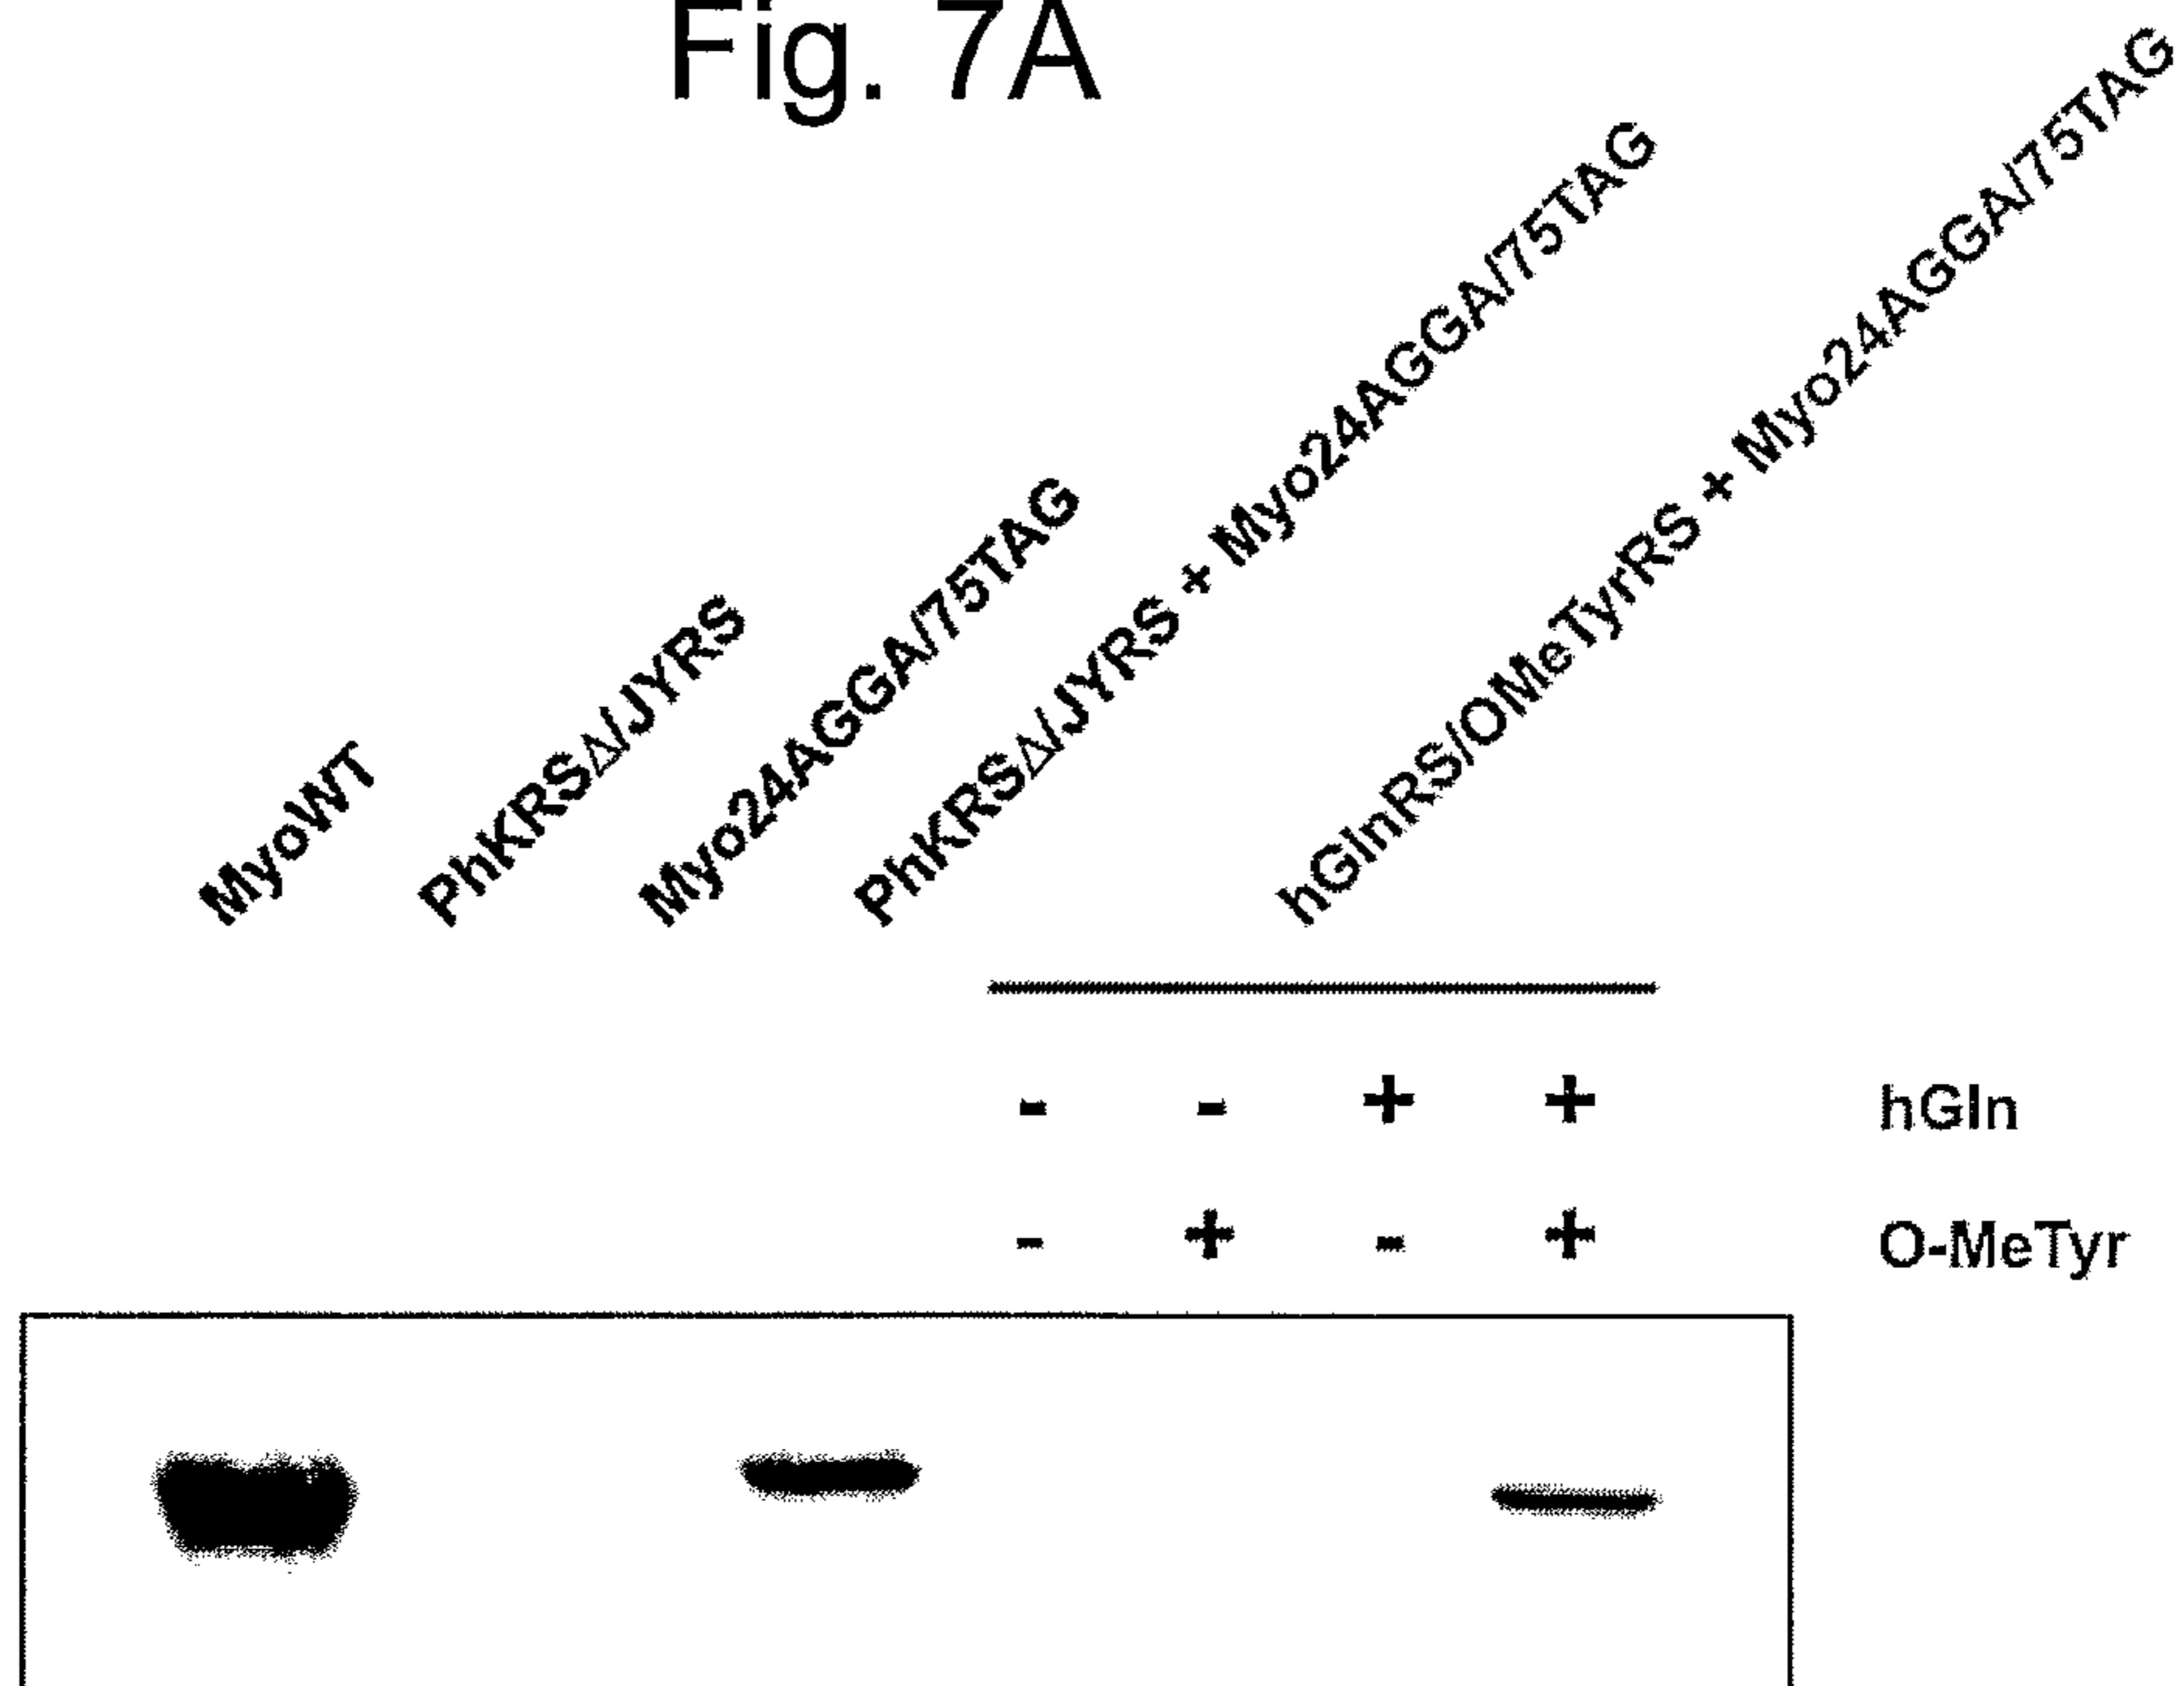 Fig. 7A
MyoWT
PhKRSΔ/JYRS
Myo24AGGA/75TAG
PhKRSΔ/JYRS + Myo24AGGA/75TAG
hGlnRS/OMeTyrRS + Myo24AGGA/75TAG
- - + + hGln
- + - + O-MeTyr